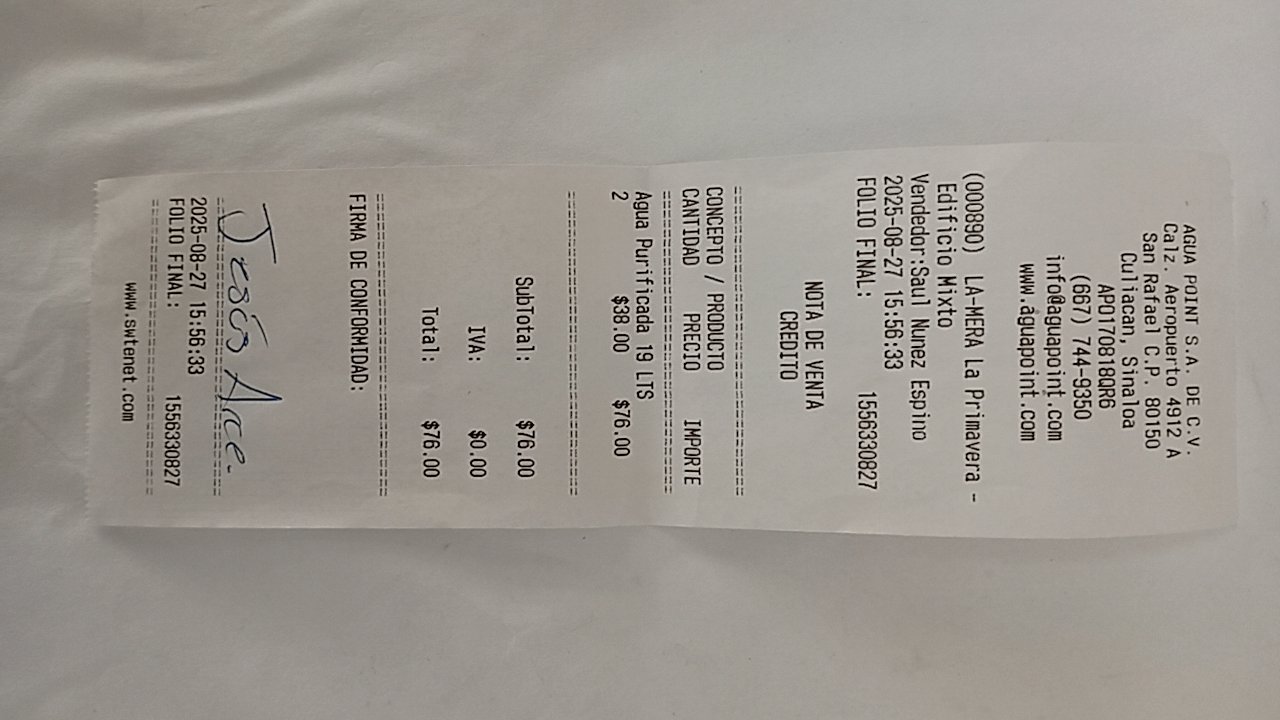 AGUA POINT S.A. DE C.V.
Calz. Aeropuerto 4912 A
San Rafael C.P. 80150
Culiacan, Sinaloa
APO170818QR6
(667) 744-9350
info@aguapoint.com
www.aguapoint.com
(000890) LA-MERA La Primavera -
Edificio Mixto
Vendedor:Saul Nunez Espino
2025-08-27 15:56:33
FOLIO FINAL: 1556330827
NOTA DE VENTA
CREDITO
CONCEPTO / PRODUCTO
CANTIDAD PRECIO IMPORTE
Agua Purificada 19 LTS
2 $38.00 $76.00
SubTotal: $76.00
IVA: $0.00
Total: $76.00
FIRMA DE CONFORMIDAD:
Jesús Arce.
2025-08-27 15:56:33
FOLIO FINAL: 1556330827
www.swtenet.com